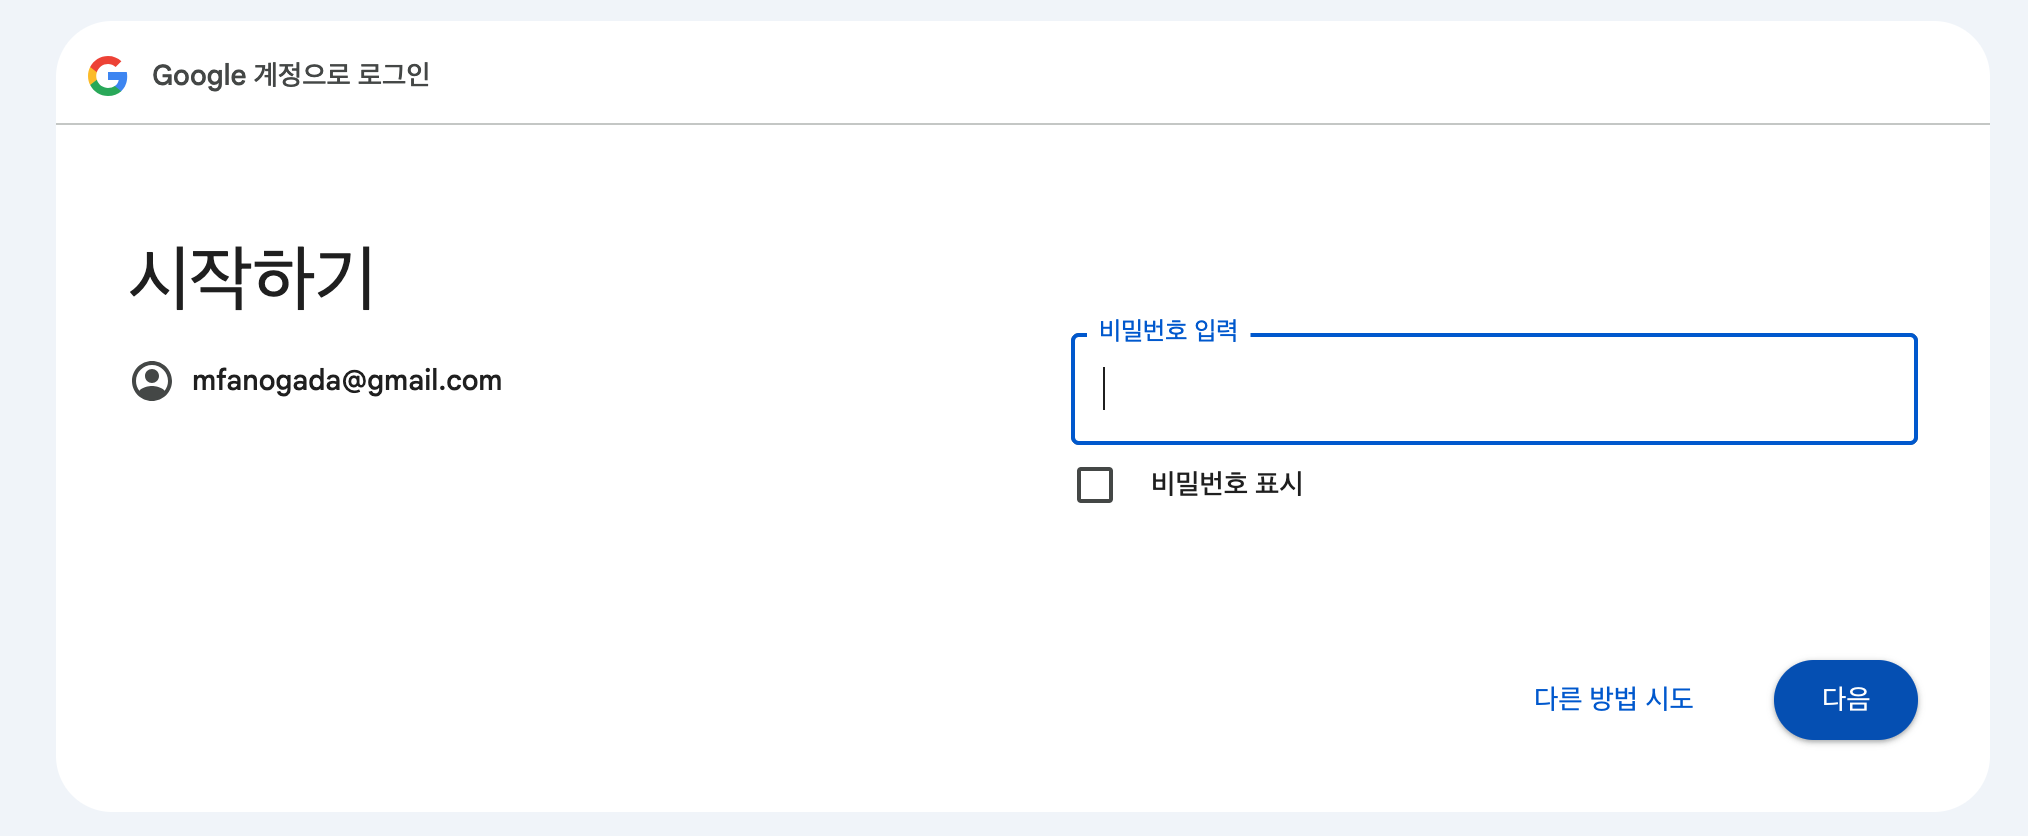 Google 계정으로 로그인
시작하기
mfanogada@gmail.com
비밀번호 입력
비밀번호 표시
다른 방법 시도
다음